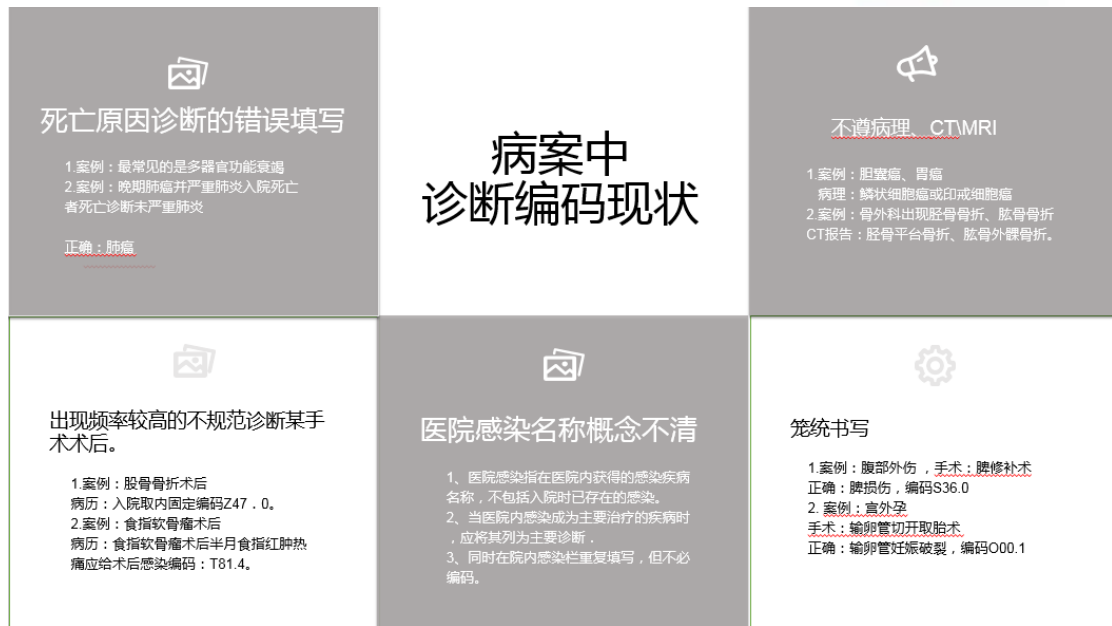 死亡原因诊断的错误填写
1.案例：最常见的是多器官功能衰竭
2.案例：晚期肺癌并严重肺炎入院死亡
者死亡诊断未严重肺炎
正确：肺癌
病案中
诊断编码现状
不遵病理、CT\MRI
1.案例：胆囊癌、胃癌
病理：鳞状细胞癌或印戒细胞癌
2.案例：骨外科出现胫骨骨折、肱骨骨折
CT报告：胫骨平台骨折、肱骨外髁骨折。
出现频率较高的不规范诊断某手
术术后。
1.案例：股骨骨折术后
病历：入院取内固定编码Z47．0。
2.案例：食指软骨瘤术后
病历：食指软骨瘤术后半月食指红肿热
痛应给术后感染编码：T81.4。
医院感染名称概念不清
1、医院感染指在医院内获得的感染疾病
名称，不包括入院时已存在的感染。
2、当医院内感染成为主要治疗的疾病时
，应将其列为主要诊断．
3、同时在院内感染栏重复填写，但不必
编码。
笼统书写
1.案例：腹部外伤 ，手术：脾修补术
正确：脾损伤，编码S36.0
2. 案例：宫外孕
手术：输卵管切开取胎术
正确：输卵管妊娠破裂，编码O00.1